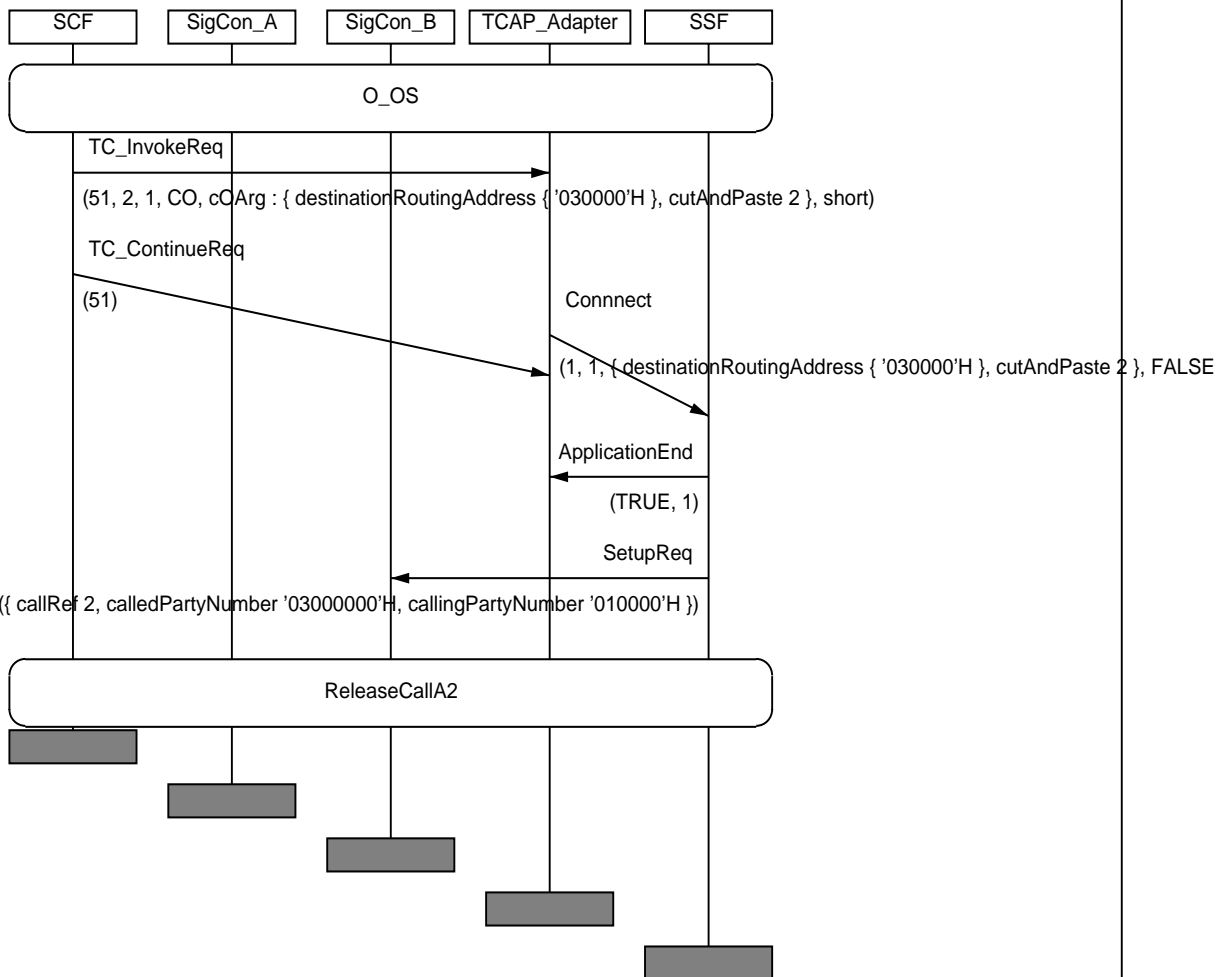 SCF SigCon_A SigCon_B TCAP_Adapter SSF
O_OS
TC_InvokeReq
(51, 2, 1, CO, cOArg : { destinationRoutingAddress { '030000'H }, cutAndPaste 2 }, short)
TC_ContinueReq
(51) Connnect
(1, 1, { destinationRoutingAddress { '030000'H }, cutAndPaste 2 }, FALSE
ApplicationEnd
(TRUE, 1)
SetupReq
({ callRef 2, calledPartyNumber '03000000'H, callingPartyNumber '010000'H })
ReleaseCallA2